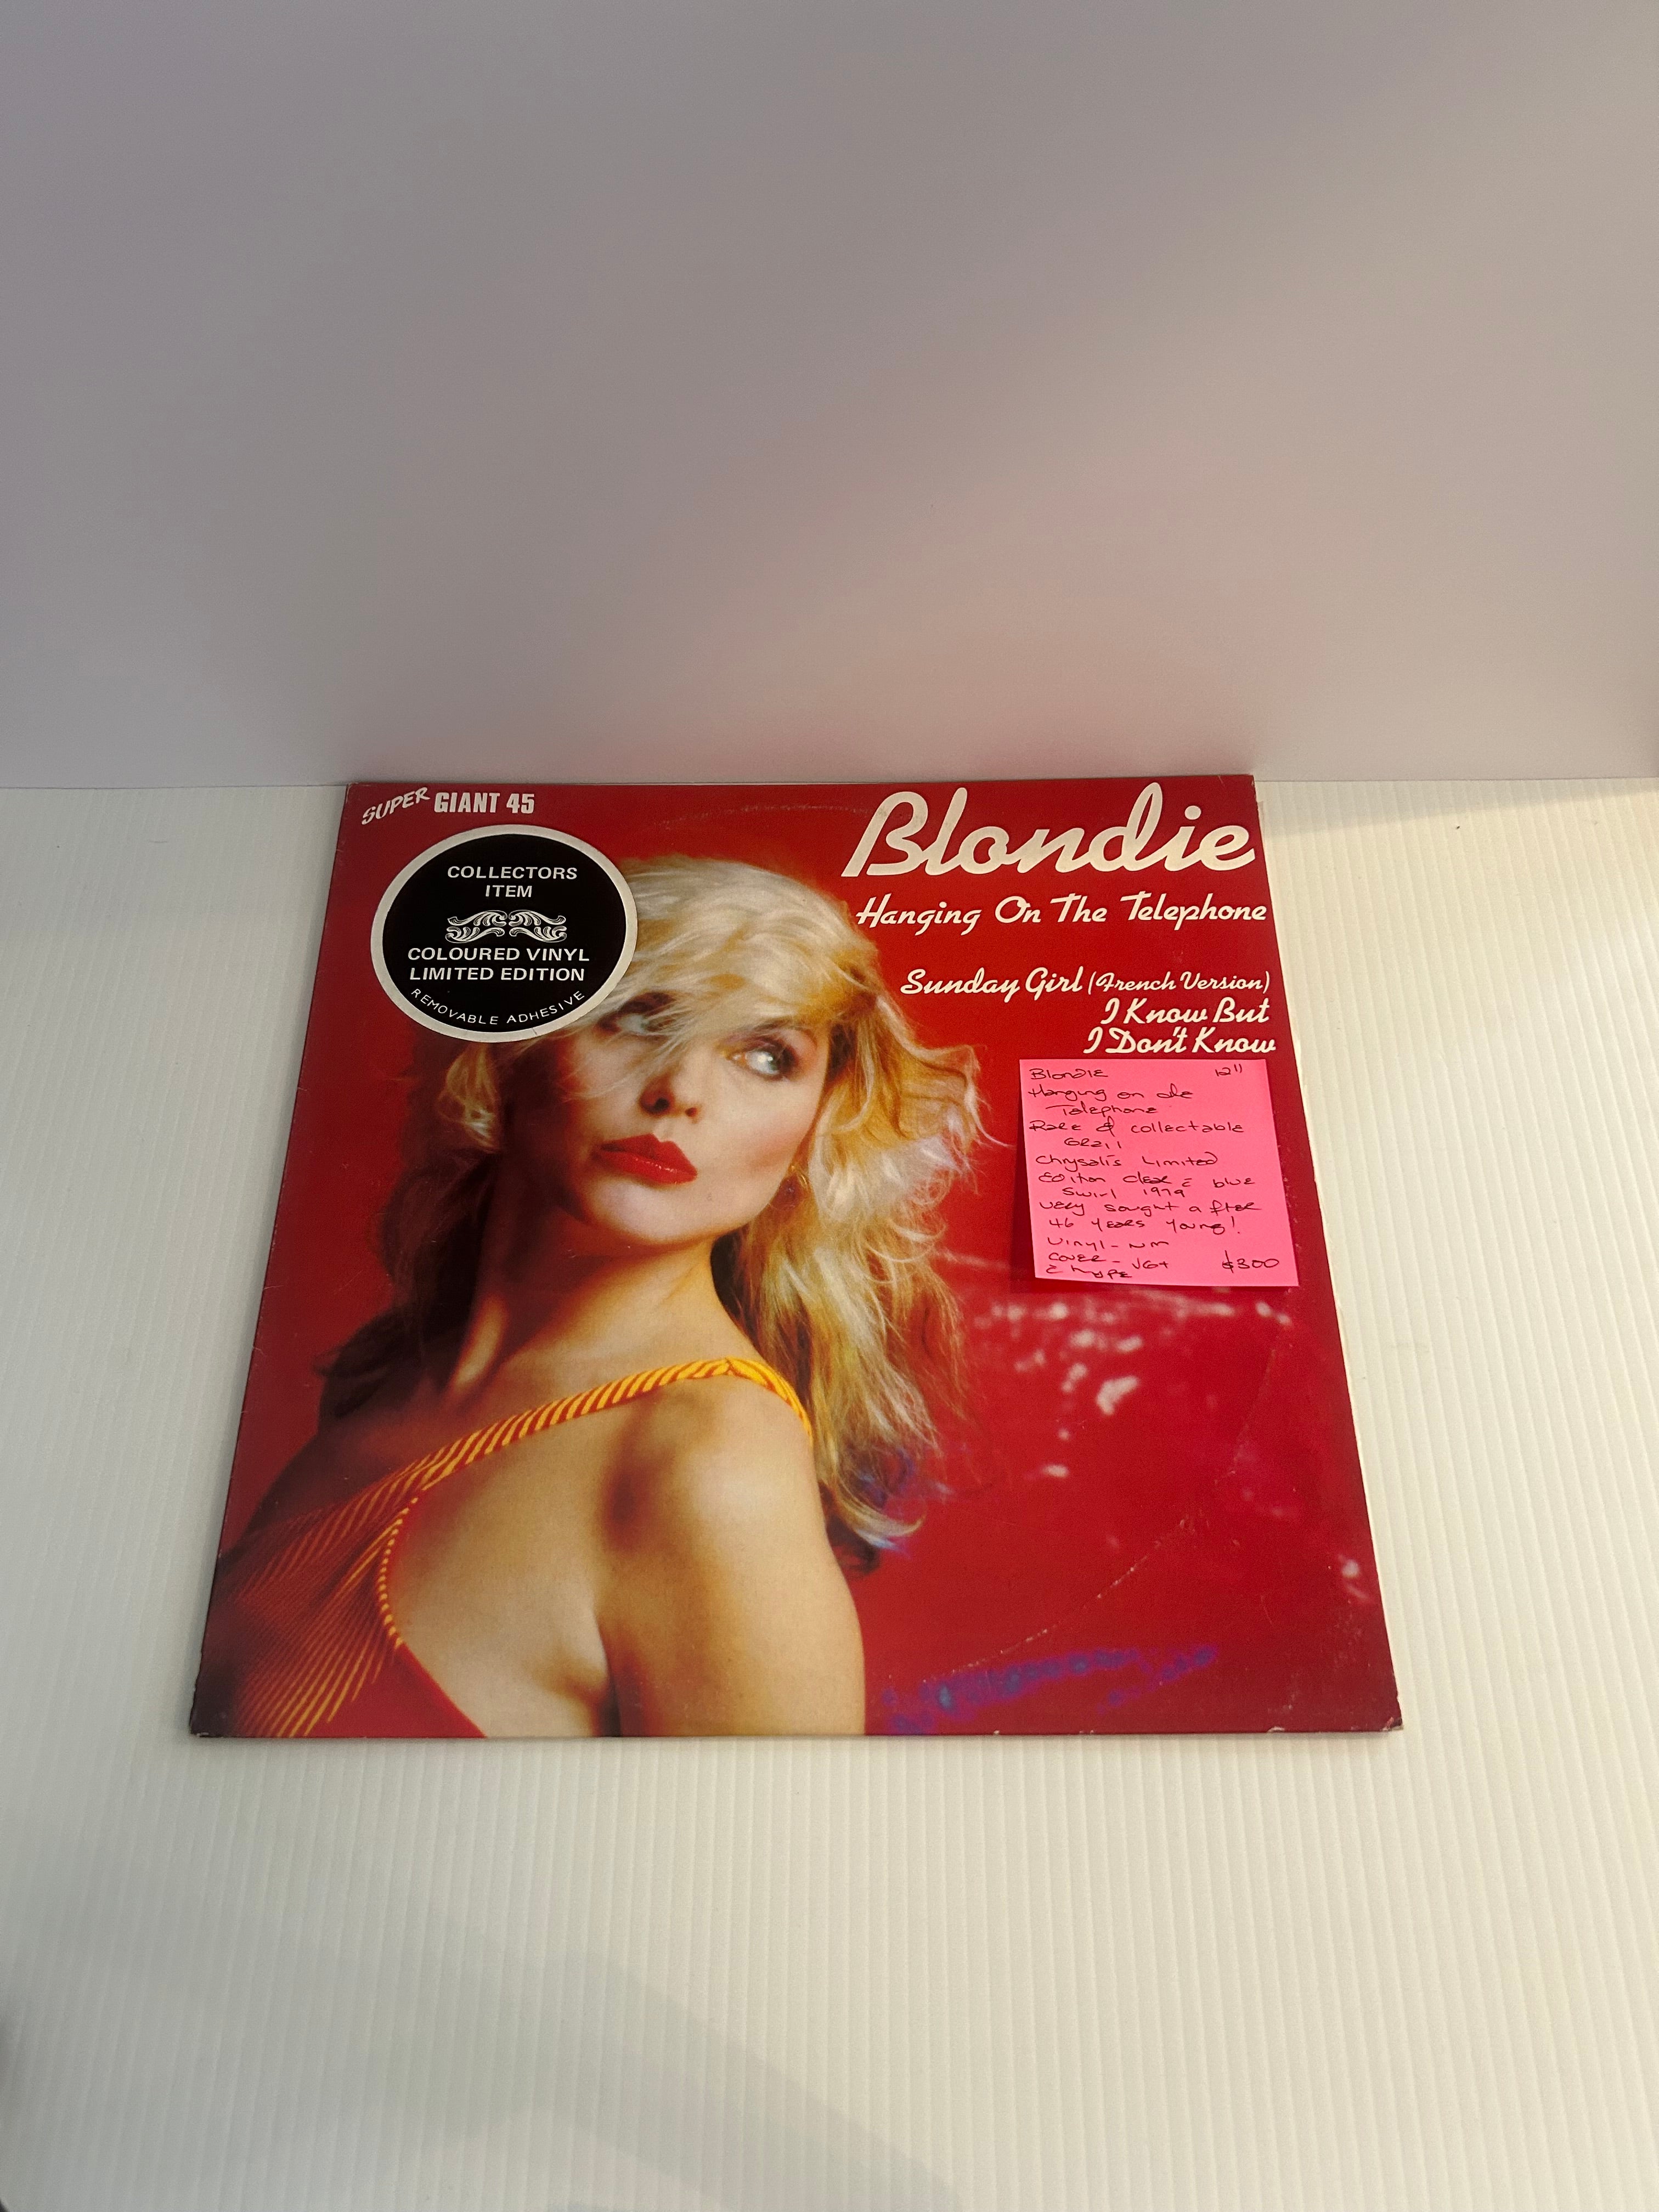 SUPER GIANT 45
COLLECTORS
ITEM
COLOURED VINYL
LIMITED EDITION
REMOVABLE ADHESIVE
Blondie
Hanging On The Telephone
Sunday Girl (French Version)
I Know But
I Don't Know
Blondie 12"
Hanging on the
Telephone
Rare & collectable
Grail
Chrysalis Limited
Edition clear c blue
Swirl 1979
Very sought after
46 years young!
Vinyl - NM
Cover - VG+ $300
c hype